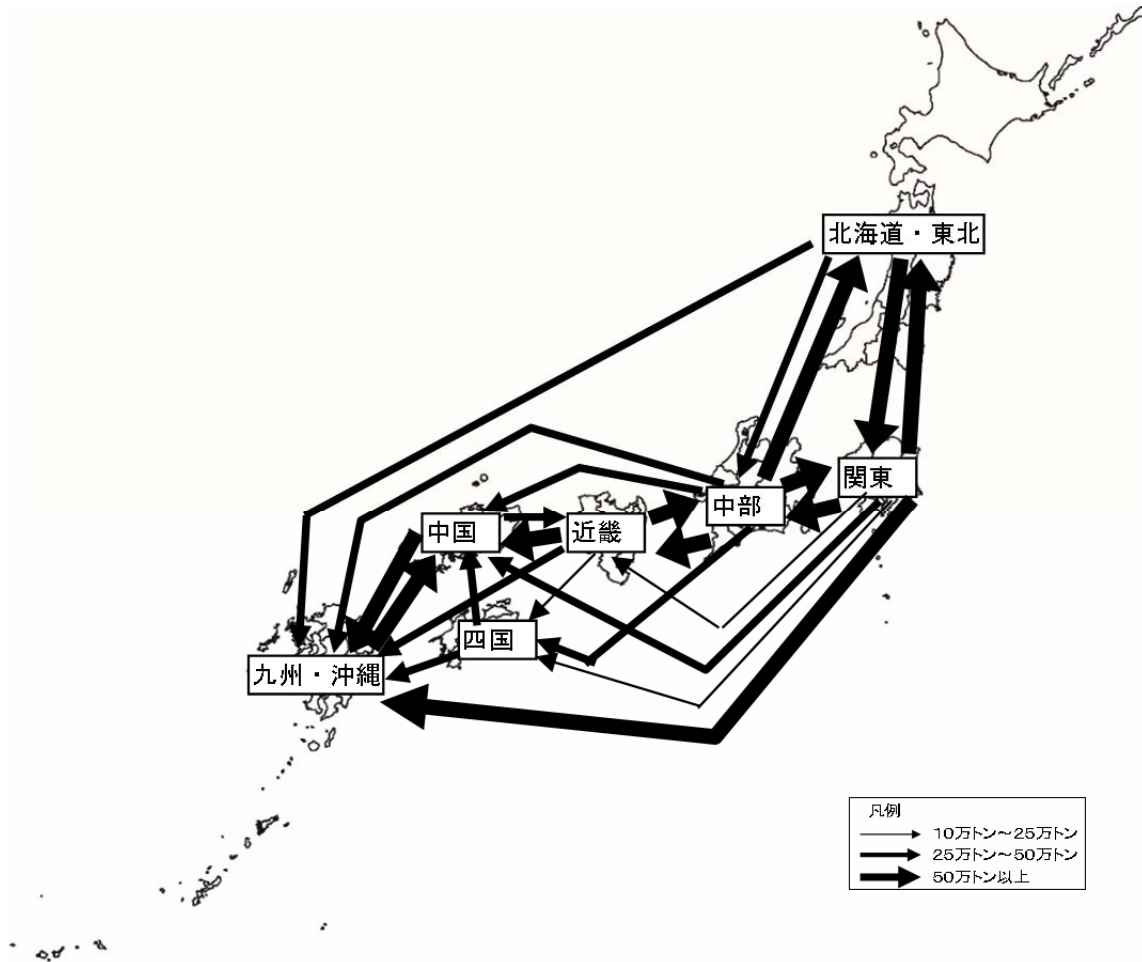 北海道・東北
関東
中部
近畿
中国
四国
九州・沖縄
凡例
10万トン～25万トン
25万トン～50万トン
50万トン以上